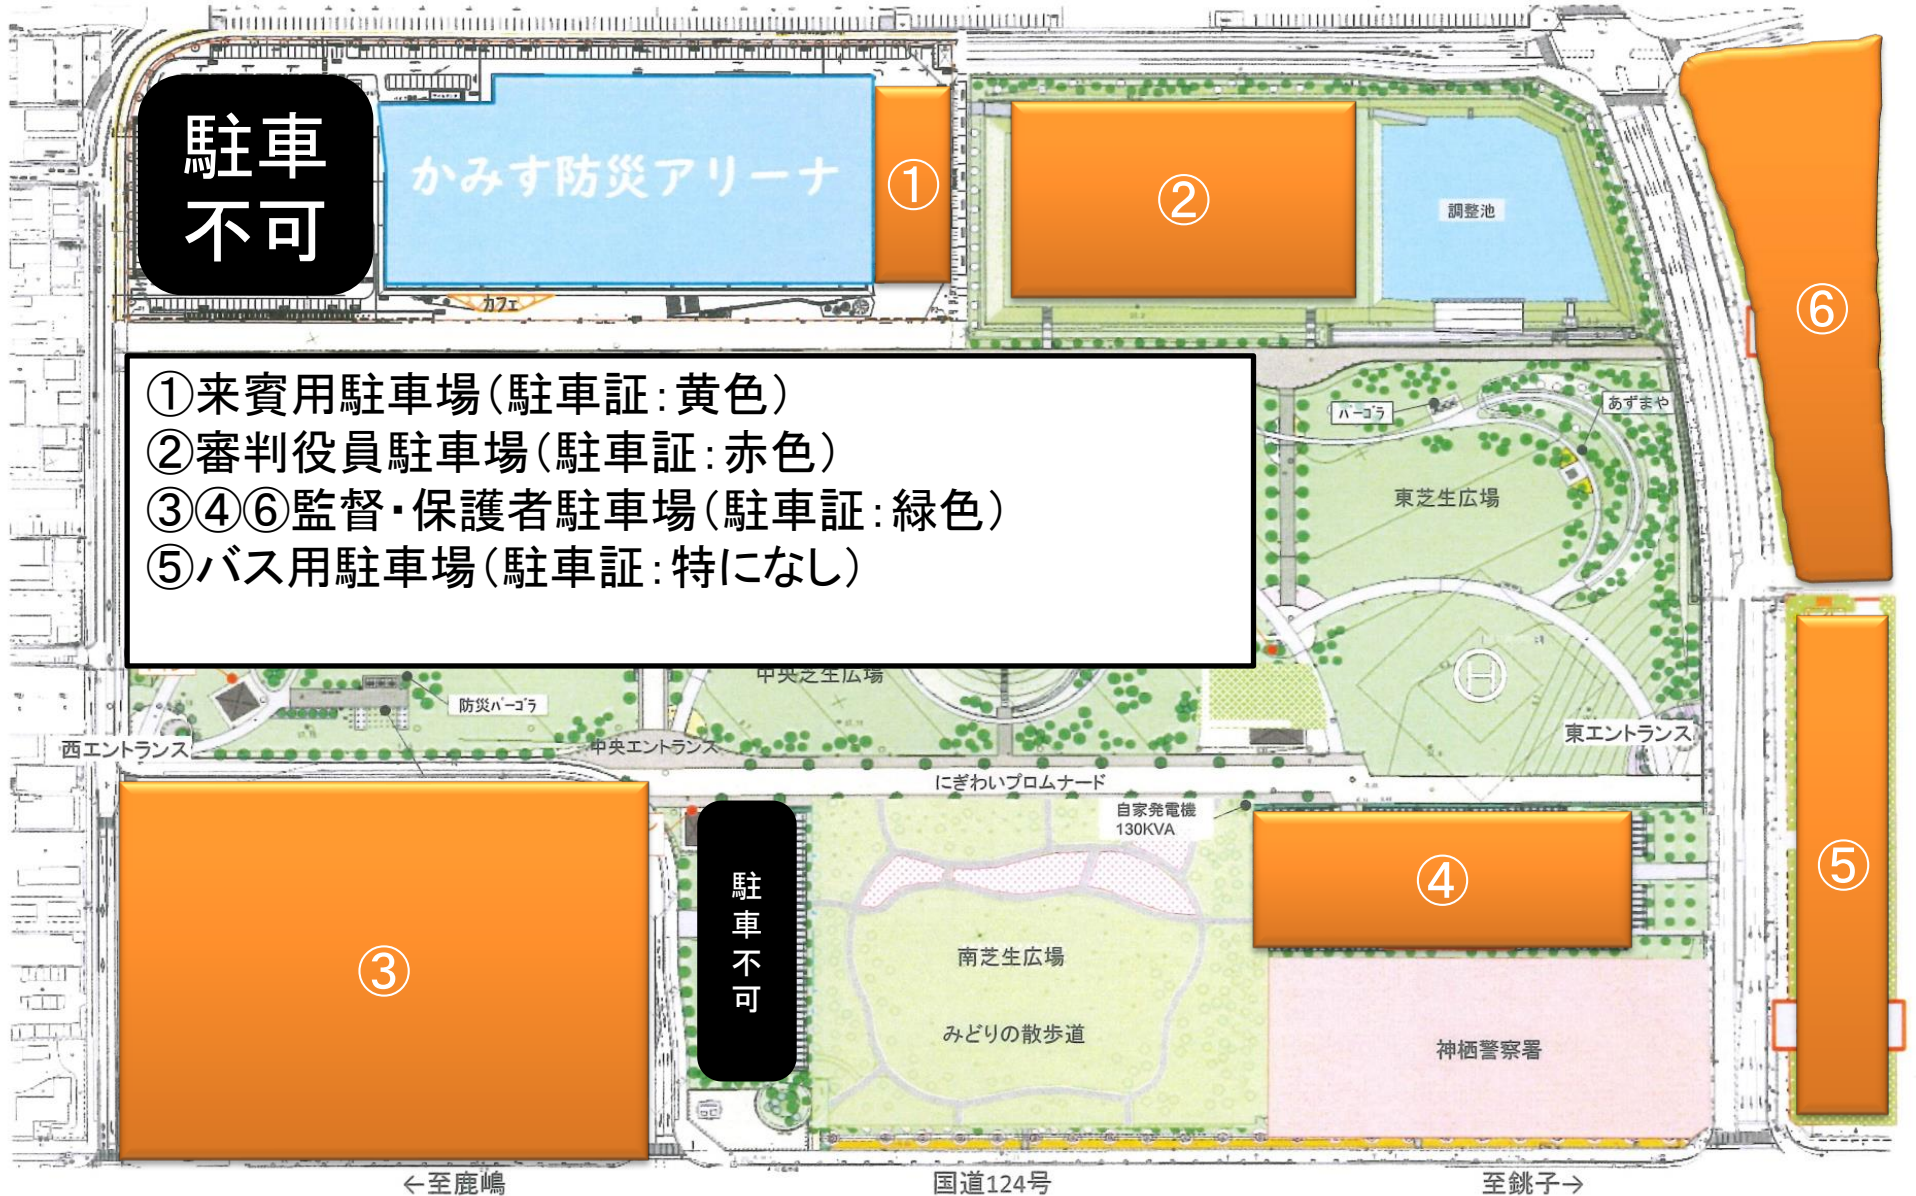 駐車
不可
かみす防災アリーナ
①
②
調整池
⑥
カフェ
①来賓用駐車場(駐車証:黄色)
②審判役員駐車場(駐車証:赤色)
③④⑥監督・保護者駐車場(駐車証:緑色)
⑤バス用駐車場(駐車証:特になし)
パーゴラ
あずまや
東芝生広場
中央芝生広場
防災パーゴラ
H
西エントランス
中央エントランス
東エントランス
にぎわいプロムナード
自家発電機
130KVA
駐
車
不
可
④
⑤
③
南芝生広場
みどりの散歩道
神栖警察署
←至鹿嶋
国道124号
至銚子→